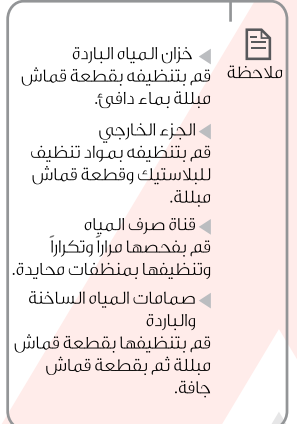 ملاحظة
خزان المياه الباردة
قم بتنظيفه بقطعة قماش
مبللة بماء دافئ.
الجزء الخارجي
قم بتنظيفه بمواد تنظيف
للبلاستيك وقطعة قماش
مبللة.
قناة صرف المياه
قم بفحصها مراراً وتكراراً
وتنظيفها بمنظفات محايدة.
صمامات المياه الساخنة
والباردة
قم بتنظيفها بقطعة قماش
مبللة ثم بقطعة قماش
جافة.